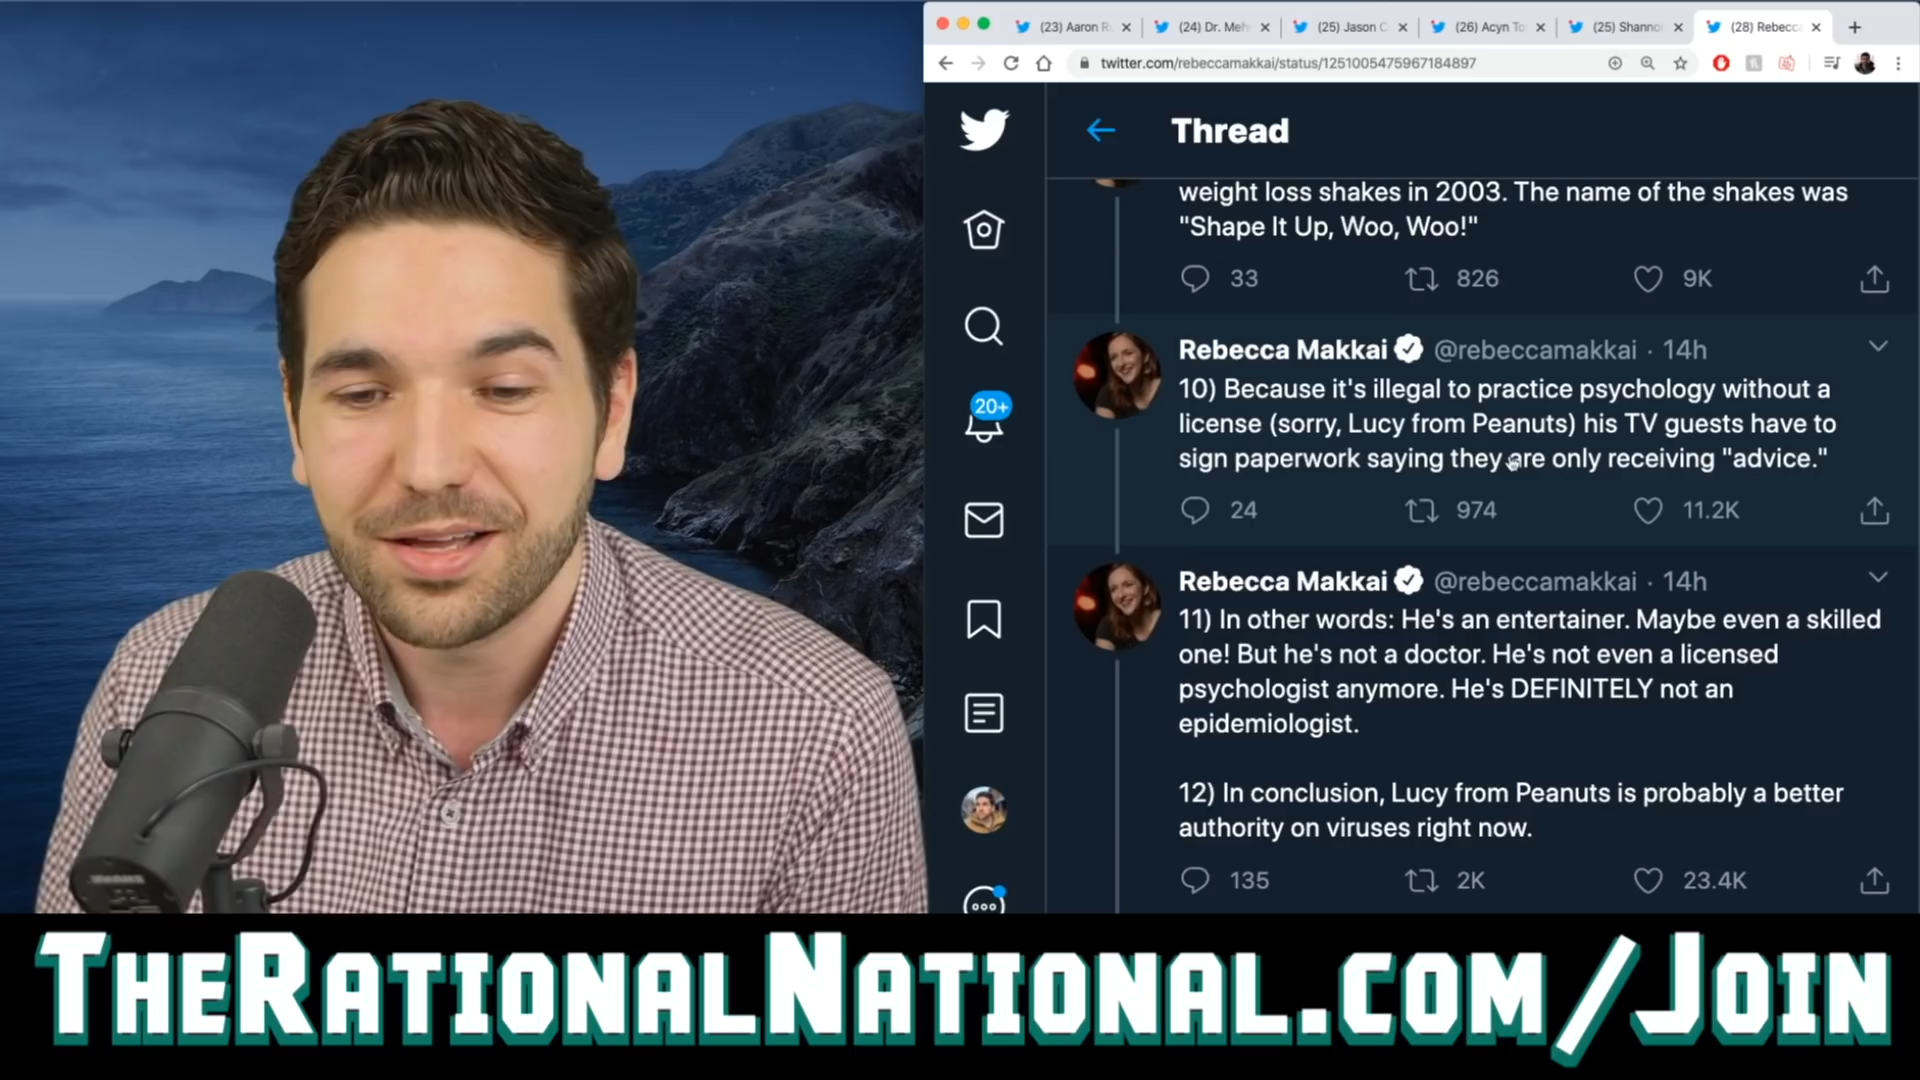 (23) Aaron R
(24) Dr. Meh
(25) Jason C
(26) Acyn To
(25) Shanno
(28) Rebecca
twitter.com/rebeccamakkai/status/1251005475967184897
Thread
weight loss shakes in 2003. The name of the shakes was
"Shape It Up, Woo, Woo!"
33 826 9K
Rebecca Makkai @rebeccamakkai · 14h
10) Because it's illegal to practice psychology without a
license (sorry, Lucy from Peanuts) his TV guests have to
sign paperwork saying they are only receiving "advice."
20+
24 974 11.2K
Rebecca Makkai @rebeccamakkai · 14h
11) In other words: He's an entertainer. Maybe even a skilled
one! But he's not a doctor. He's not even a licensed
psychologist anymore. He's DEFINITELY not an
epidemiologist.
12) In conclusion, Lucy from Peanuts is probably a better
authority on viruses right now.
135 2K 23.4K
THERATIONALNATIONAL.COM/JOIN